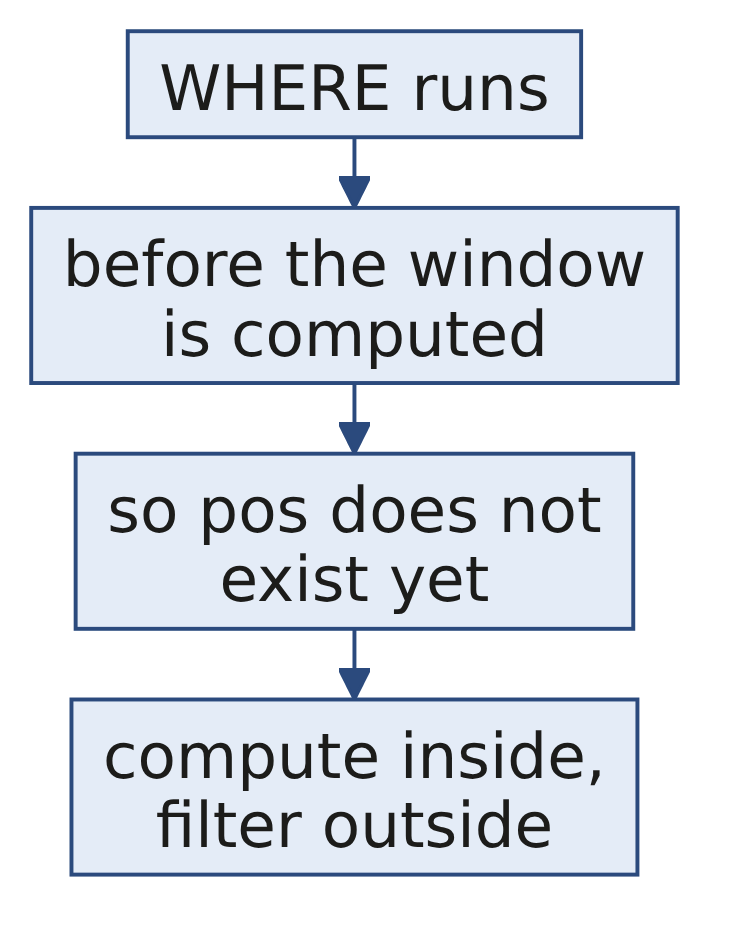 WHERE runs
before the window
is computed
so pos does not
exist yet
compute inside,
filter outside